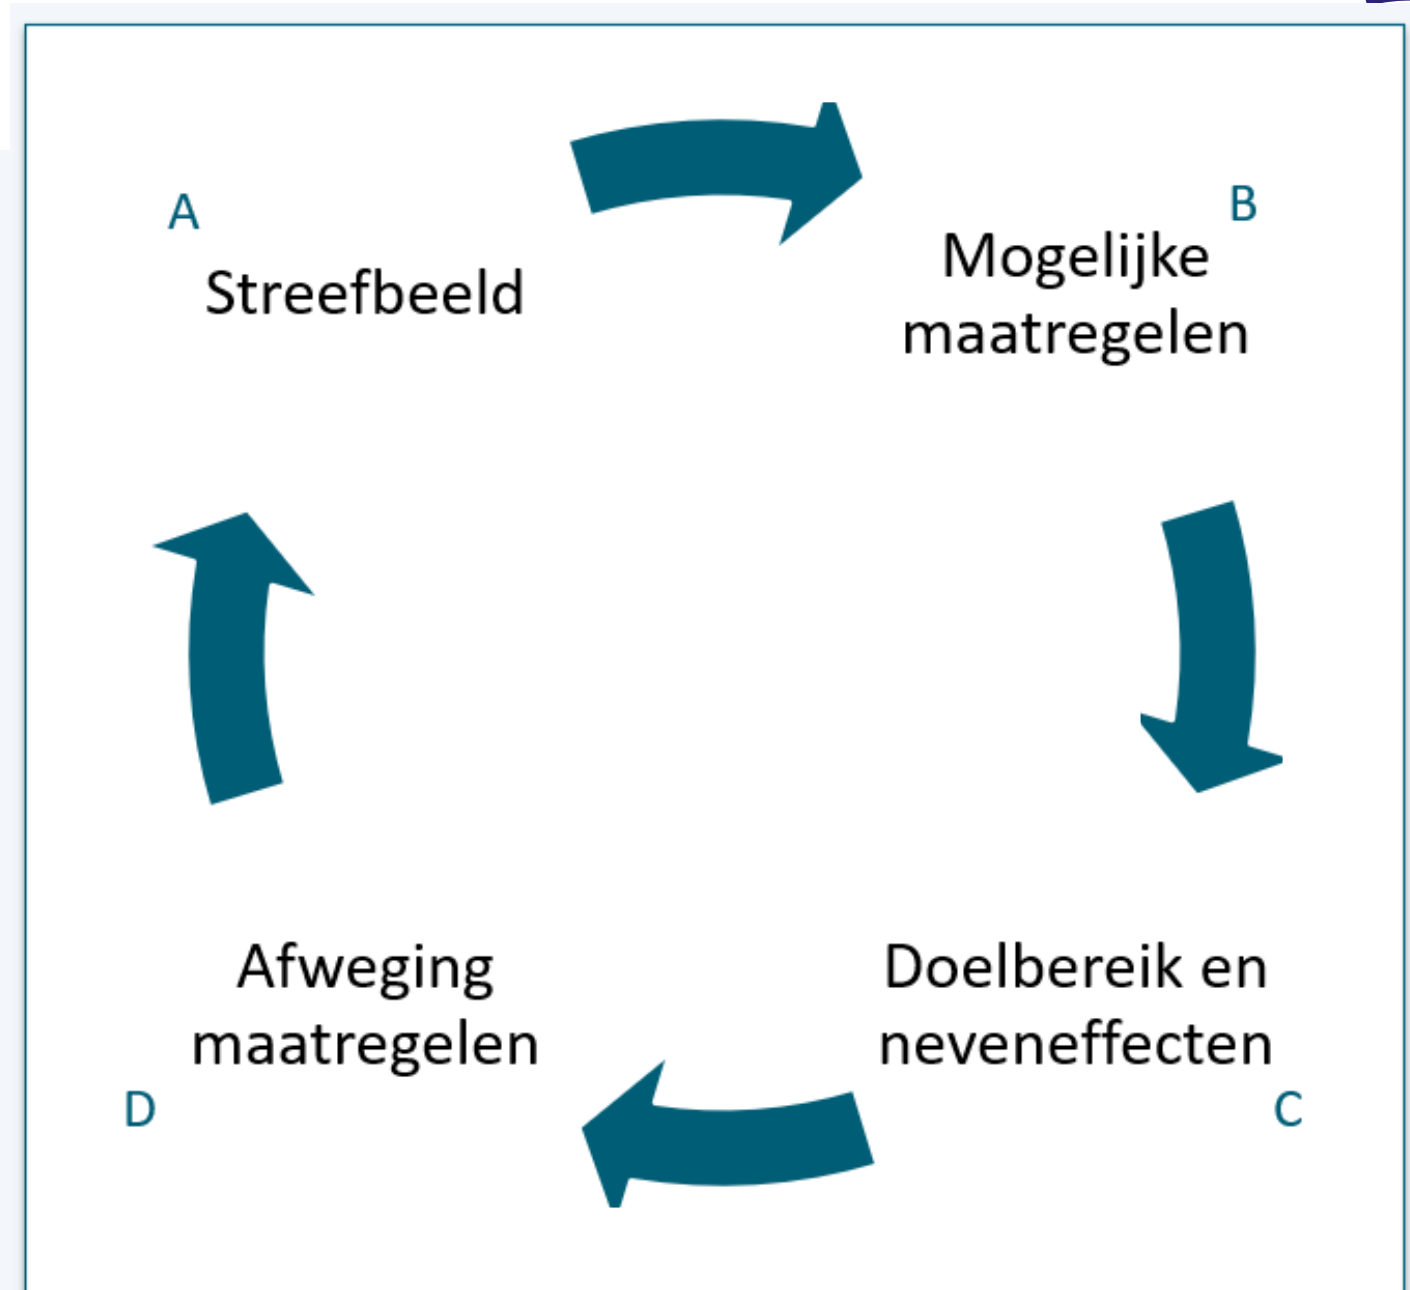 A
Streefbeeld
B
Mogelijke
maatregelen
Doelbereik en
neveneffecten
C
Afweging
maatregelen
D